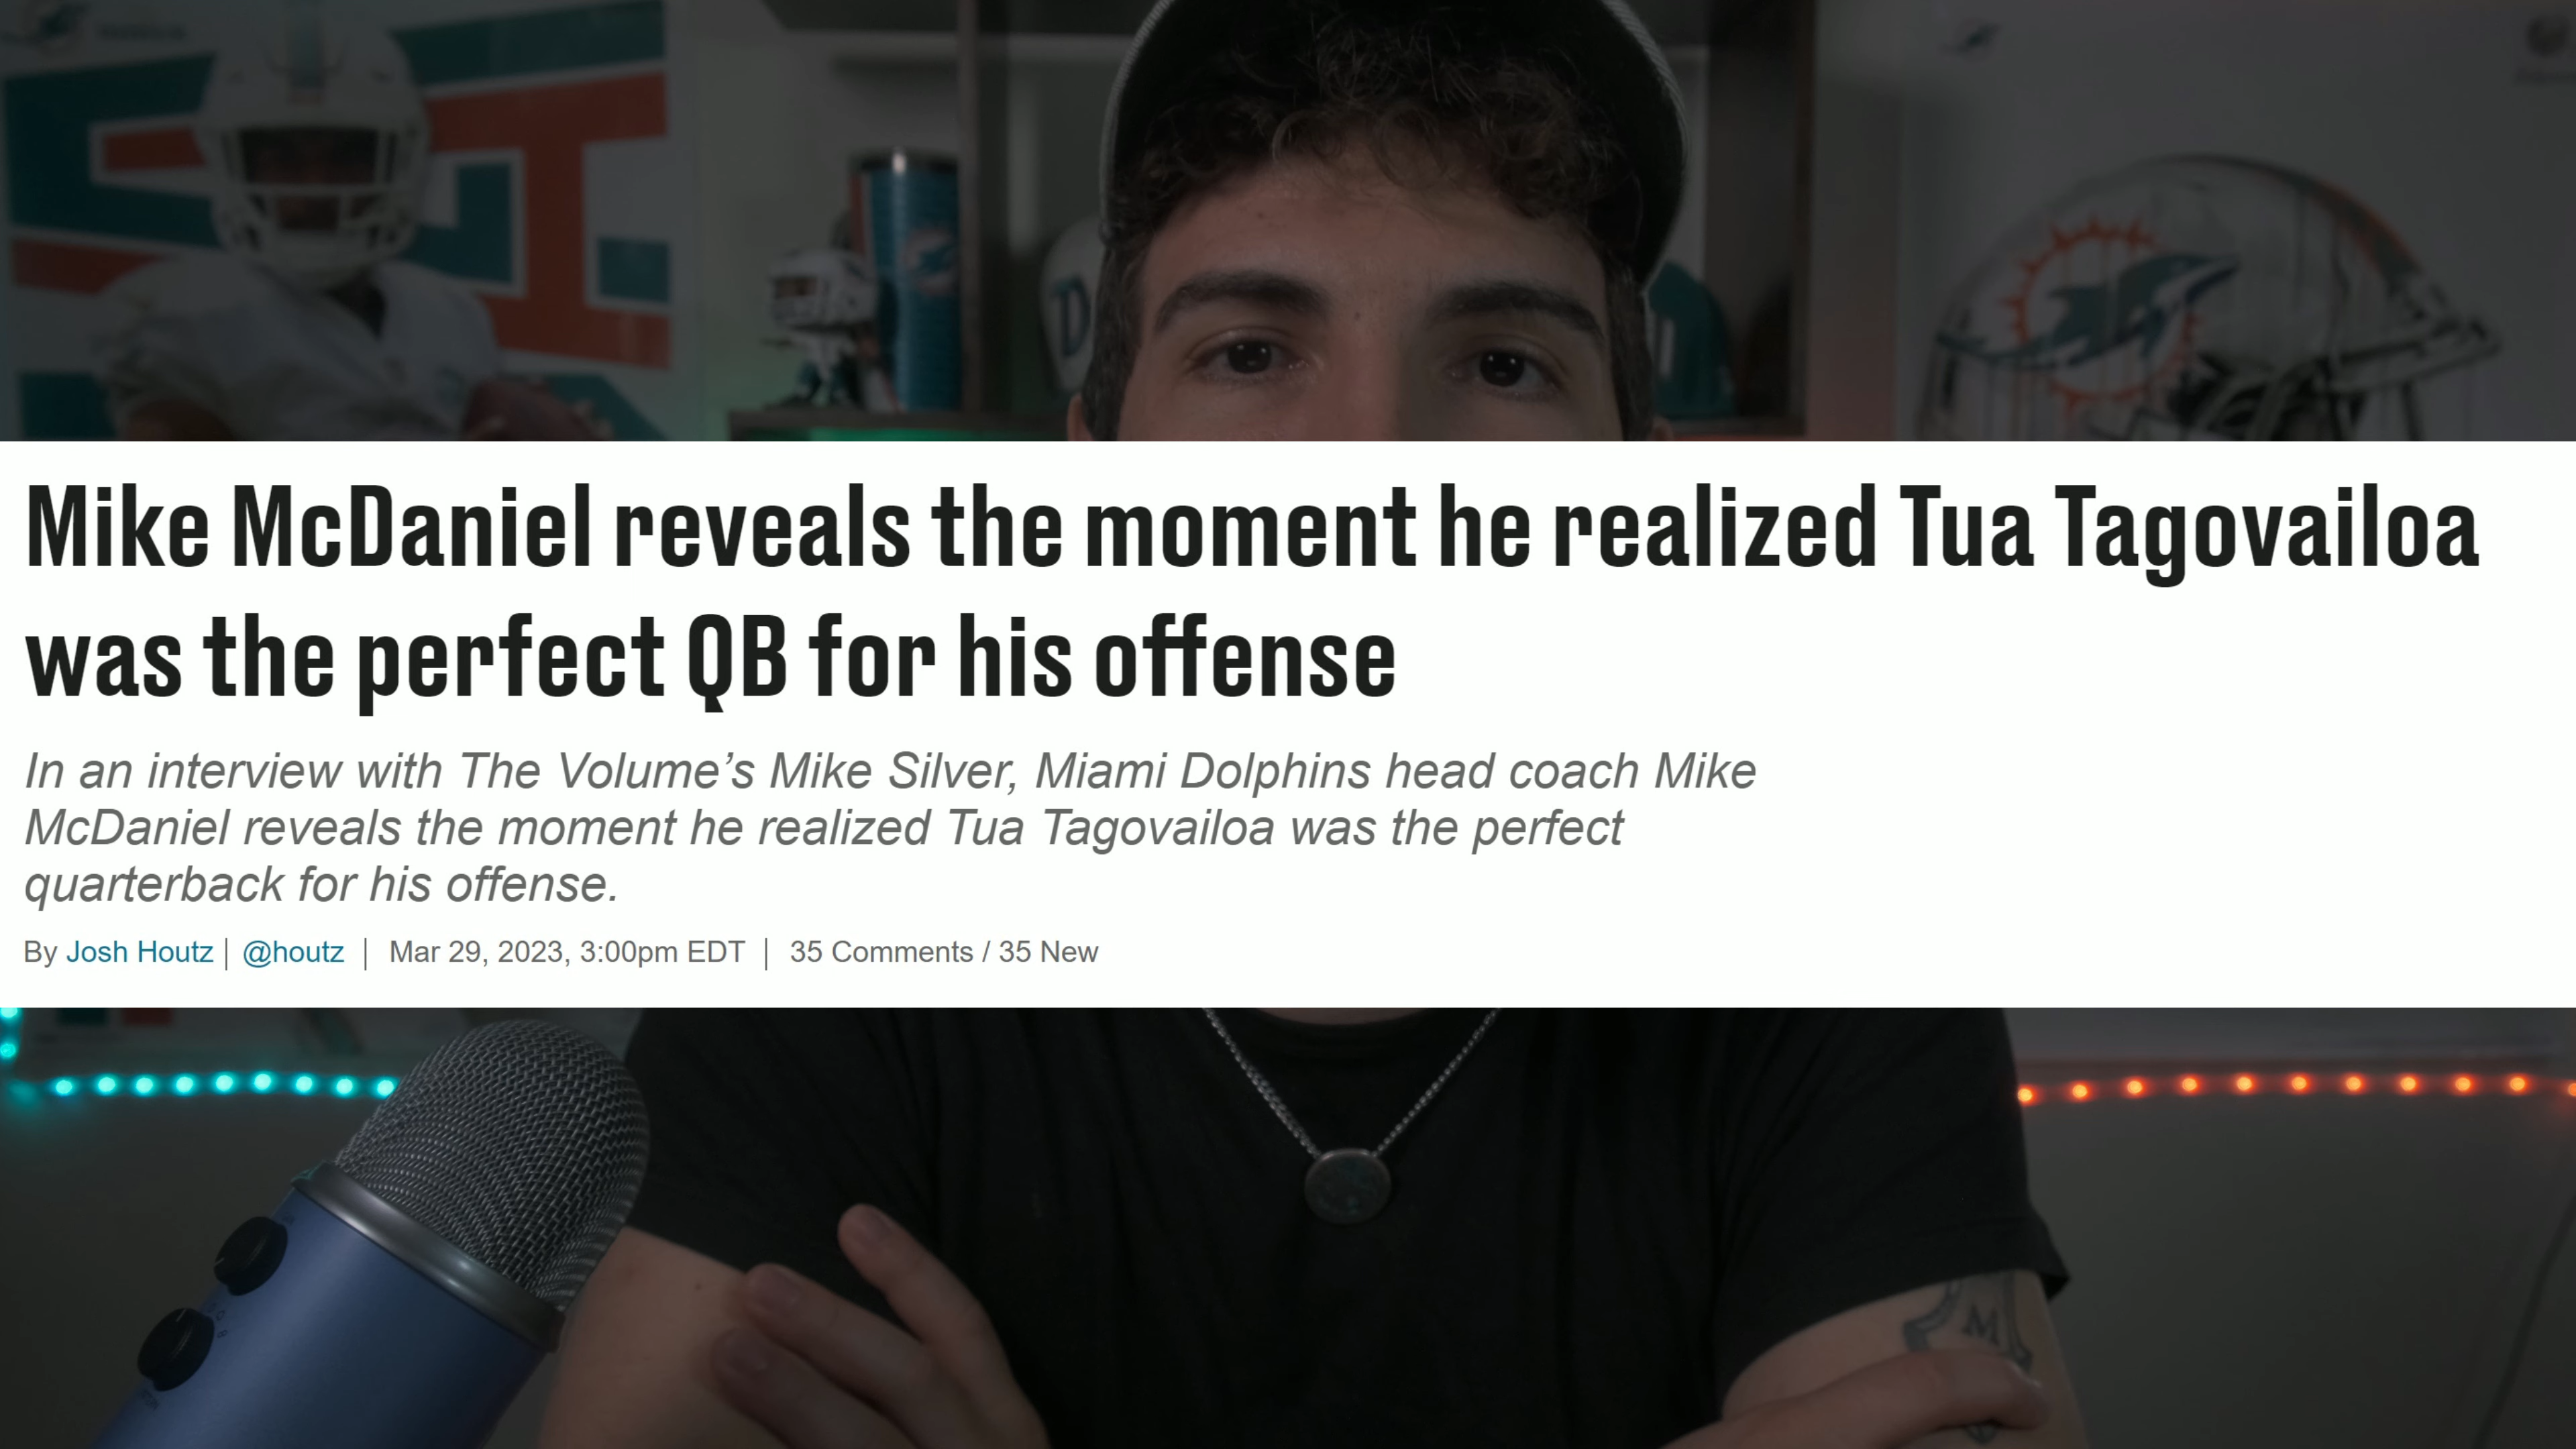 Mike McDaniel reveals the moment he realized Tua Tagovailoa
was the perfect QB for his offense
In an interview with The Volume’s Mike Silver, Miami Dolphins head coach Mike
McDaniel reveals the moment he realized Tua Tagovailoa was the perfect
quarterback for his offense.
By Josh Houtz | @houtz | Mar 29, 2023, 3:00pm EDT | 35 Comments / 35 New
D
M